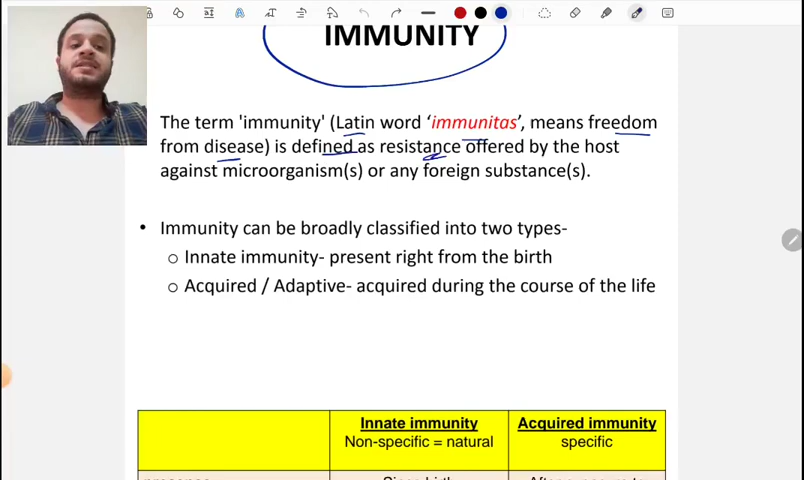 IMMUNITY
The term 'immunity' (Latin word ‘immunitas’, means freedom
from disease) is defined as resistance offered by the host
against microorganism(s) or any foreign substance(s).
• Immunity can be broadly classified into two types-
o Innate immunity- present right from the birth
o Acquired / Adaptive- acquired during the course of the life
Innate immunity Acquired immunity
Non-specific = natural specific